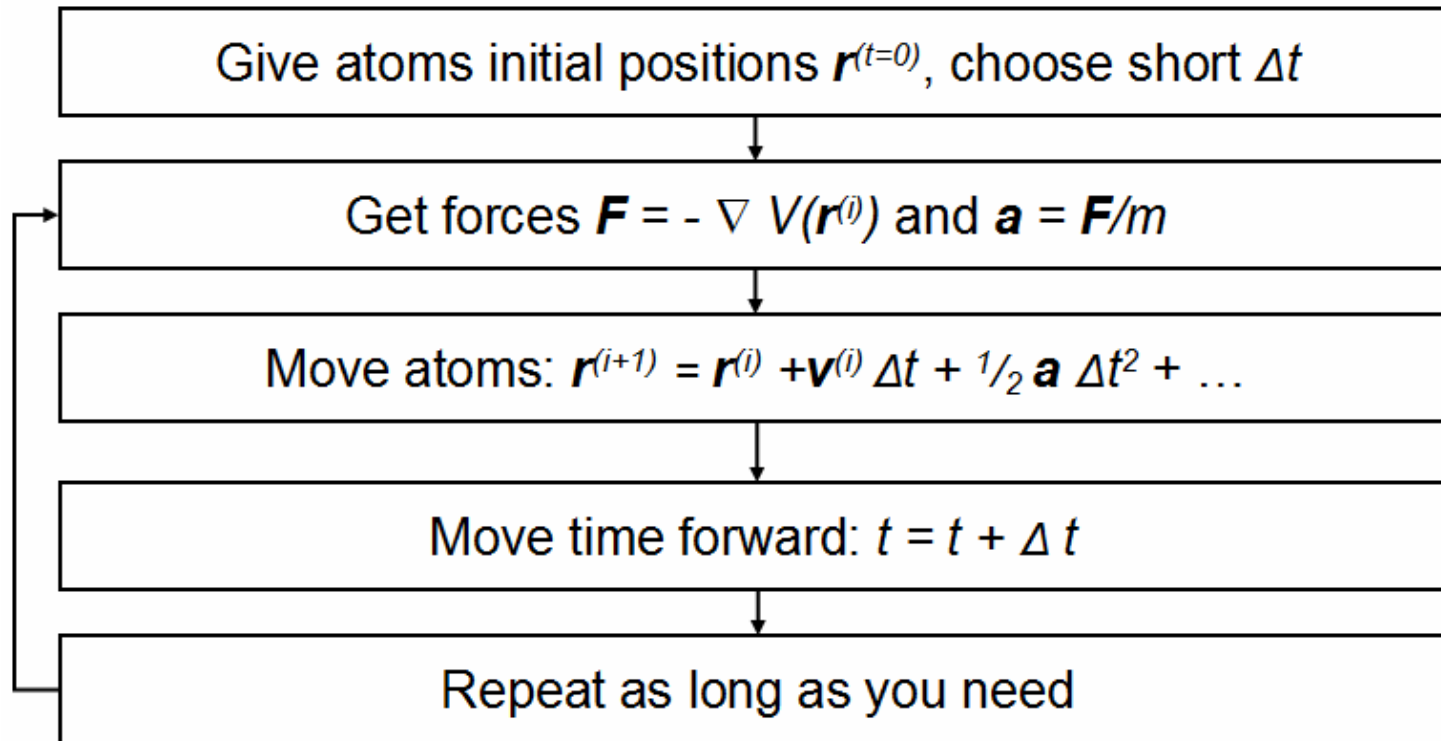 Give atoms initial positions r⁽ᵗ⁼⁰⁾, choose short Δt
Get forces F = - ∇ V(r⁽ⁱ⁾) and a = F/m
Move atoms: r⁽ⁱ⁺¹⁾ = r⁽ⁱ⁾ +v⁽ⁱ⁾ Δt + ¹/₂ a Δt² + …
Move time forward: t = t + Δ t
Repeat as long as you need